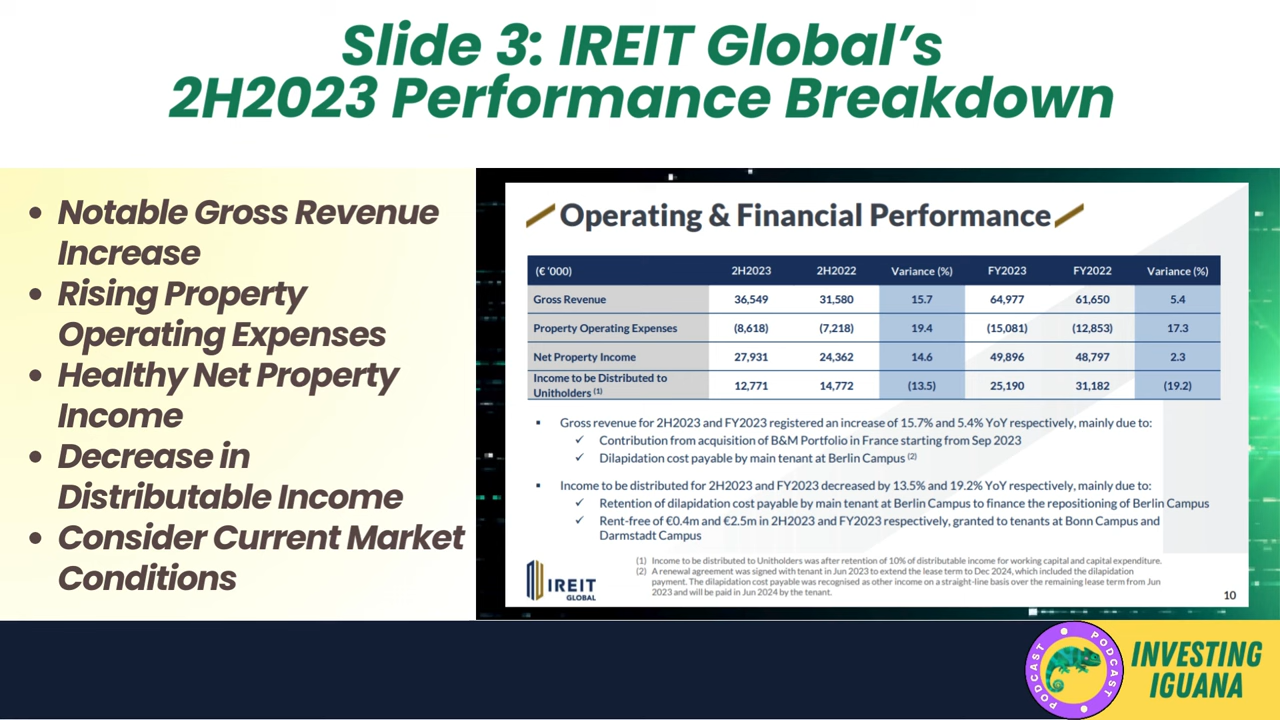 Slide 3: IREIT Global’s
2H2023 Performance Breakdown
• Notable Gross Revenue
Increase
• Rising Property
Operating Expenses
• Healthy Net Property
Income
• Decrease in
Distributable Income
• Consider Current Market
Conditions
Operating & Financial Performance
(€ '000) 2H2023 2H2022 Variance (%) FY2023 FY2022 Variance (%)
Gross Revenue 36,549 31,580 15.7 64,977 61,650 5.4
Property Operating Expenses (8,618) (7,218) 19.4 (15,081) (12,853) 17.3
Net Property Income 27,931 24,362 14.6 49,896 48,797 2.3
Income to be Distributed to
Unitholders (1) 12,771 14,772 (13.5) 25,190 31,182 (19.2)
▪ Gross revenue for 2H2023 and FY2023 registered an increase of 15.7% and 5.4% YoY respectively, mainly due to:
✓ Contribution from acquisition of B&M Portfolio in France starting from Sep 2023
✓ Dilapidation cost payable by main tenant at Berlin Campus (2)
▪ Income to be distributed for 2H2023 and FY2023 decreased by 13.5% and 19.2% YoY respectively, mainly due to:
✓ Retention of dilapidation cost payable by main tenant at Berlin Campus to finance the repositioning of Berlin Campus
✓ Rent-free of €0.4m and €2.5m in 2H2023 and FY2023 respectively, granted to tenants at Bonn Campus and
Darmstadt Campus
(1) Income to be distributed to Unitholders was after retention of 10% of distributable income for working capital and capital expenditure.
(2) A renewal agreement was signed with tenant in Jun 2023 to extend the lease term to Dec 2024, which included the dilapidation
payment. The dilapidation cost payable was recognised as other income on a straight-line basis over the remaining lease term from Jun
2023 and will be paid in Jun 2024 by the tenant.
IREIT
GLOBAL
10
PODCAST
PODCAST
INVESTING
IGUANA